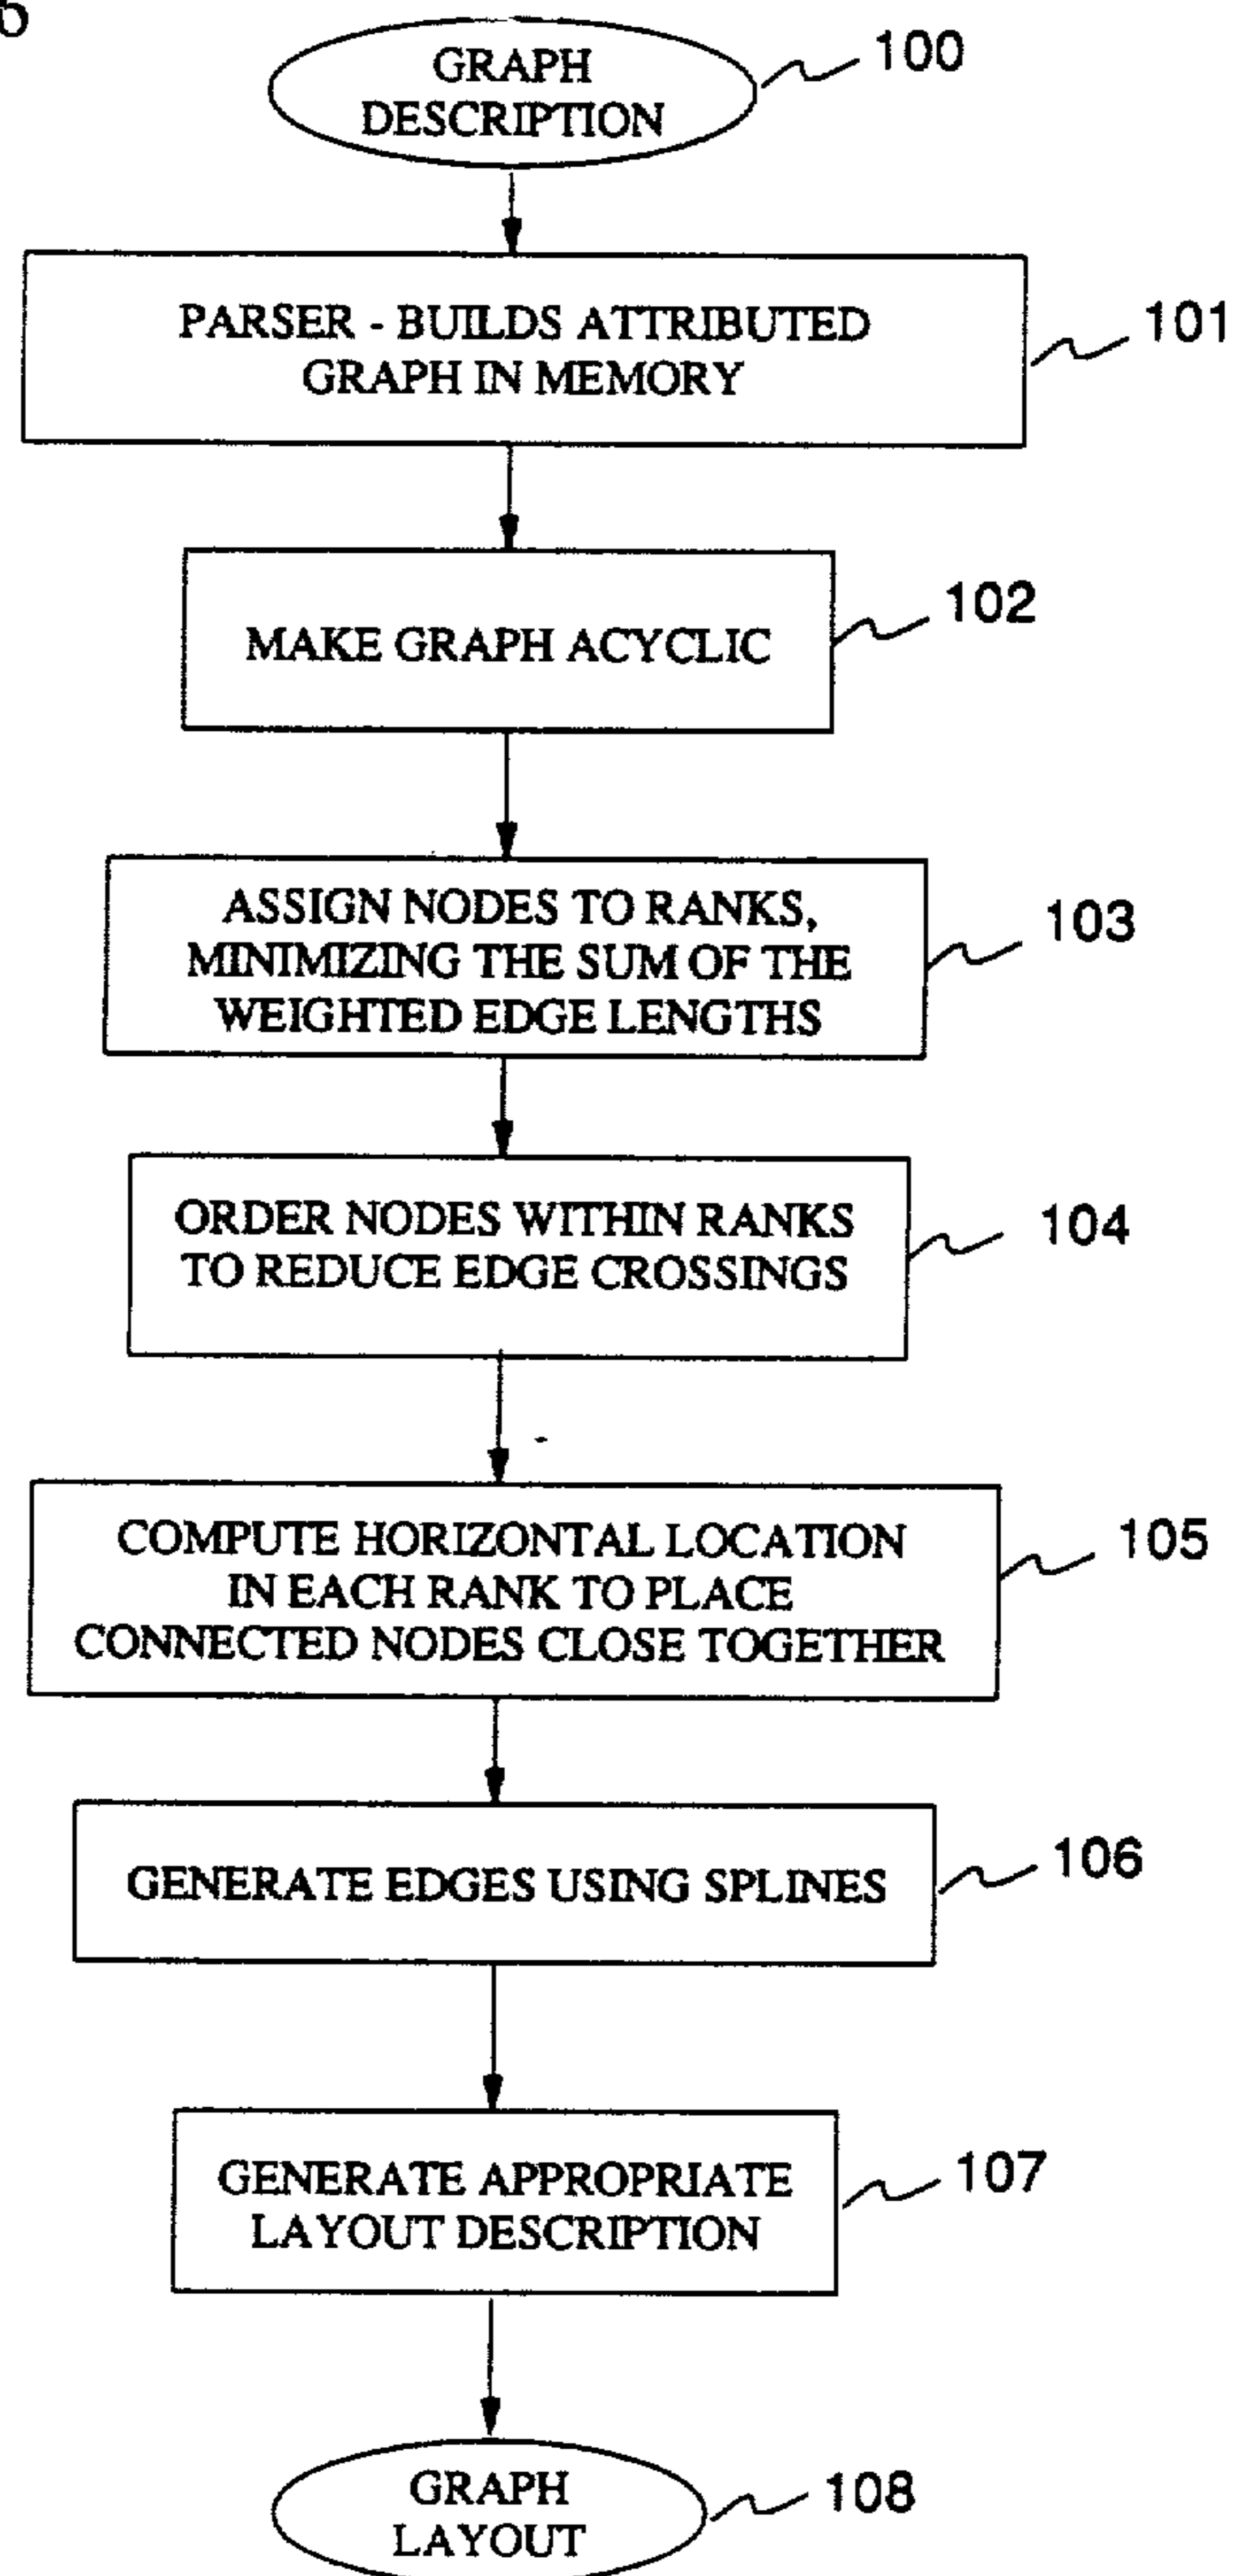 GRAPH
DESCRIPTION
100
PARSER - BUILDS ATTRIBUTED
GRAPH IN MEMORY
101
MAKE GRAPH ACYCLIC
102
ASSIGN NODES TO RANKS,
MINIMIZING THE SUM OF THE
WEIGHTED EDGE LENGTHS
103
ORDER NODES WITHIN RANKS
TO REDUCE EDGE CROSSINGS
104
COMPUTE HORIZONTAL LOCATION
IN EACH RANK TO PLACE
CONNECTED NODES CLOSE TOGETHER
105
GENERATE EDGES USING SPLINES
106
GENERATE APPROPRIATE
LAYOUT DESCRIPTION
107
GRAPH
LAYOUT
108